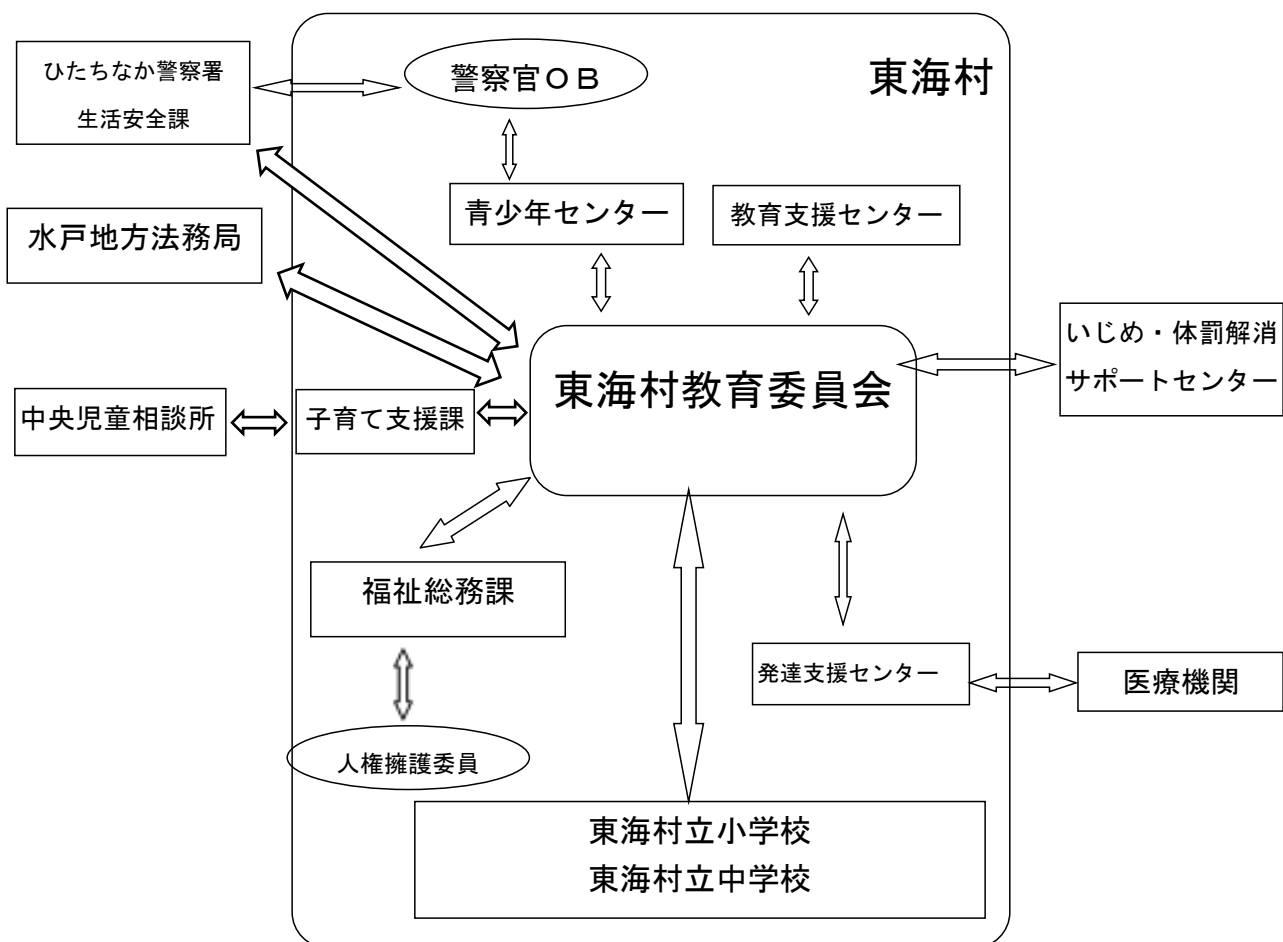 ひたちなか警察署
生活安全課
警察官ＯＢ
東海村
水戸地方法務局
青少年センター
教育支援センター
いじめ・体罰解消
サポートセンター
東海村教育委員会
中央児童相談所
子育て支援課
福祉総務課
発達支援センター
医療機関
人権擁護委員
東海村立小学校
東海村立中学校